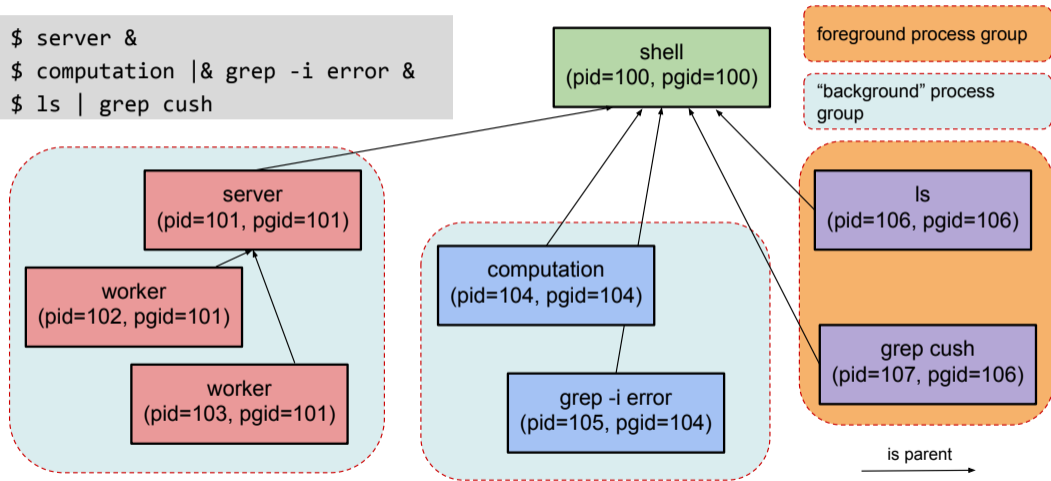 $ server &
$ computation |& grep -i error &
$ ls | grep cush
shell
(pid=100, pgid=100)
foreground process group
“background” process
group
server
(pid=101, pgid=101)
worker
(pid=102, pgid=101)
worker
(pid=103, pgid=101)
computation
(pid=104, pgid=104)
grep -i error
(pid=105, pgid=104)
ls
(pid=106, pgid=106)
grep cush
(pid=107, pgid=106)
is parent